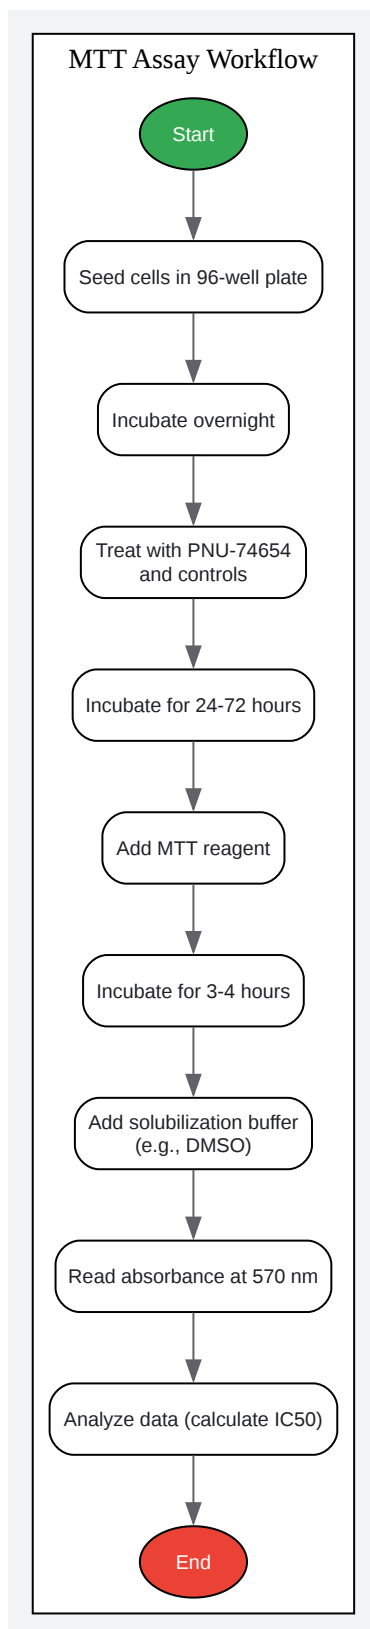 MTT Assay Workflow
Start
Seed cells in 96-well plate
Incubate overnight
Treat with PNU-74654
and controls
Incubate for 24-72 hours
Add MTT reagent
Incubate for 3-4 hours
Add solubilization buffer
(e.g., DMSO)
Read absorbance at 570 nm
Analyze data (calculate IC50)
End